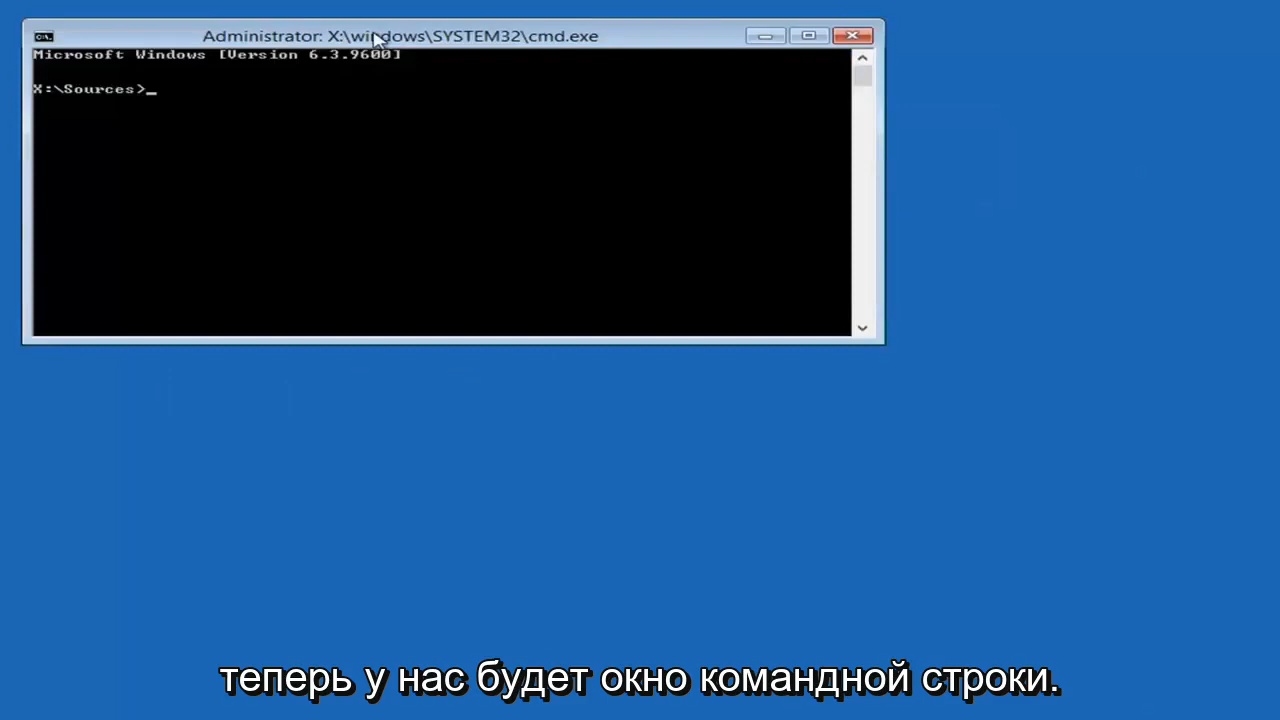 Administrator: X:\windows\SYSTEM32\cmd.exe
Microsoft Windows [Version 6.3.9600]
X:\Sources>_
теперь у нас будет окно командной строки.